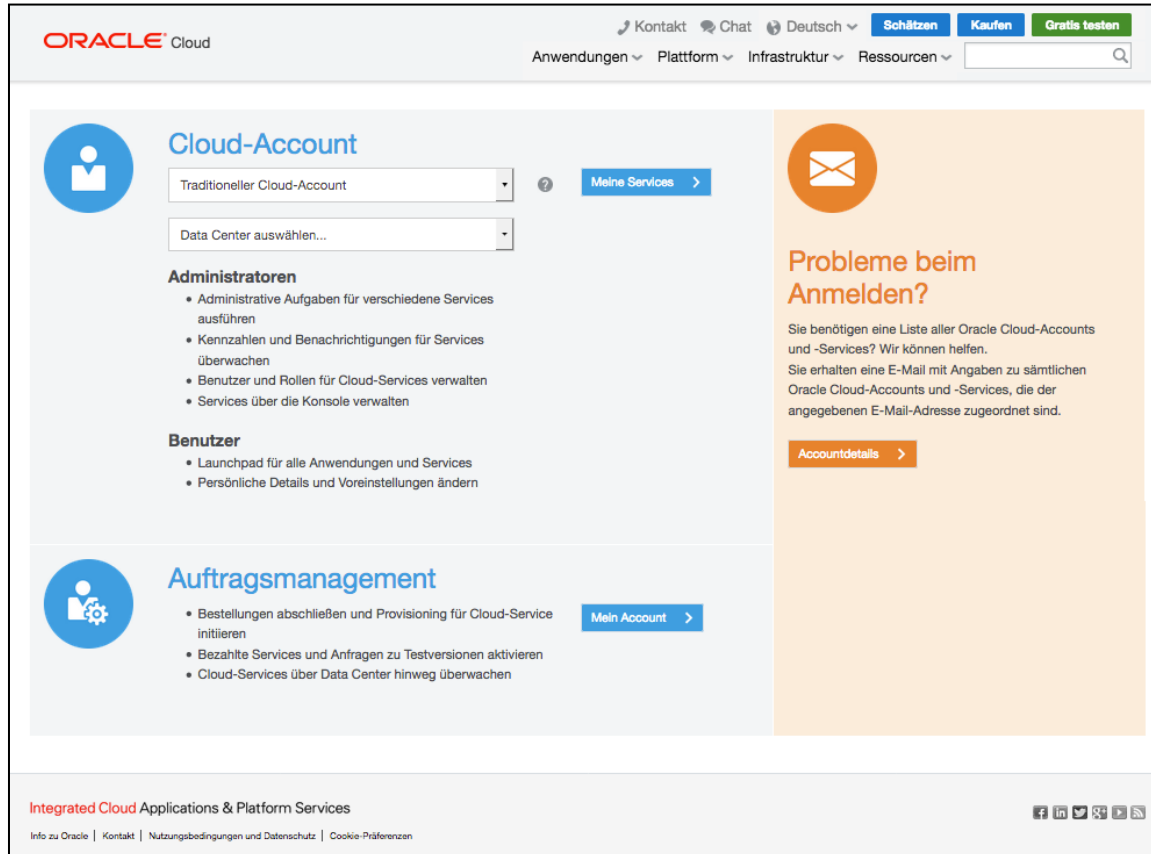 ORACLE Cloud
Kontakt Chat Deutsch Schätzen Kaufen Gratis testen
Anwendungen Plattform Infrastruktur Ressourcen
Cloud-Account
Traditioneller Cloud-Account
? Meine Services
Data Center auswählen...
Administratoren
• Administrative Aufgaben für verschiedene Services
ausführen
• Kennzahlen und Benachrichtigungen für Services
überwachen
• Benutzer und Rollen für Cloud-Services verwalten
• Services über die Konsole verwalten
Benutzer
• Launchpad für alle Anwendungen und Services
• Persönliche Details und Voreinstellungen ändern
Probleme beim
Anmelden?
Sie benötigen eine Liste aller Oracle Cloud-Accounts
und -Services? Wir können helfen.
Sie erhalten eine E-Mail mit Angaben zu sämtlichen
Oracle Cloud-Accounts und -Services, die der
angegebenen E-Mail-Adresse zugeordnet sind.
Accountdetails
Auftragsmanagement
• Bestellungen abschließen und Provisioning für Cloud-Service
initiieren
• Bezahlte Services und Anfragen zu Testversionen aktivieren
• Cloud-Services über Data Center hinweg überwachen
Mein Account
Integrated Cloud Applications & Platform Services
Info zu Oracle | Kontakt | Nutzungsbedingungen und Datenschutz | Cookie-Präferenzen